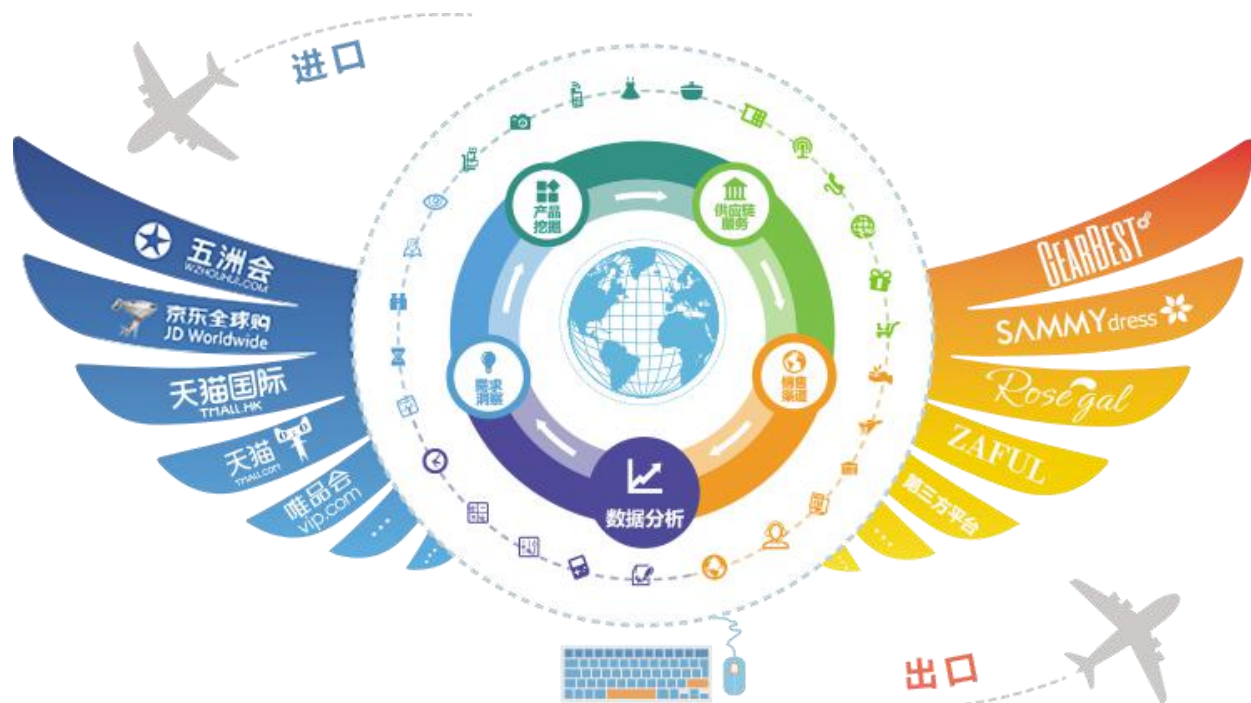 进口
五洲会
WZHOUHUI.COM
京东全球购
JD Worldwide
天猫国际
TMALL.HK
天猫
TMALL.COM
唯品会
vip.com
...
...
产品
挖掘
供应链
服务
需求
洞察
销售
渠道
数据分析
GEARBEST
SAMMYdress
Rosegal
ZAFUL
第三方平台
...
...
出口